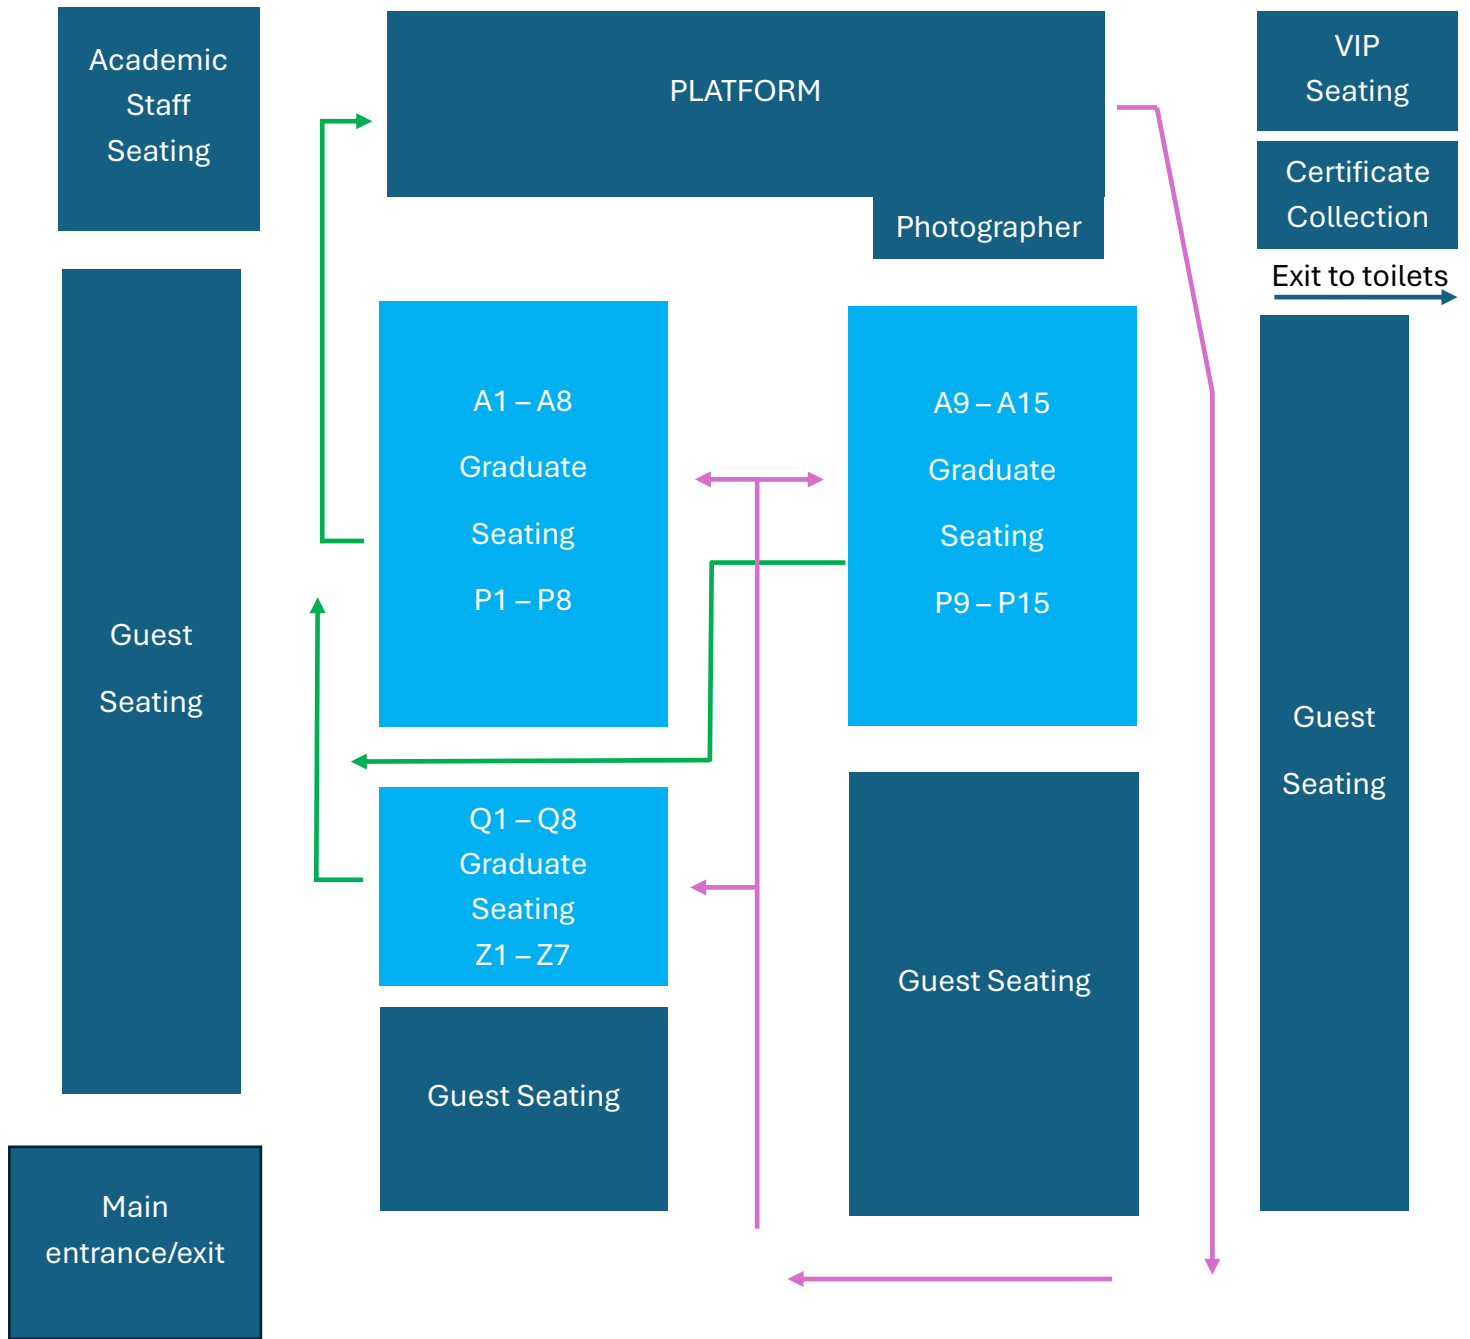 Academic
Staff
Seating
PLATFORM
VIP
Seating
Certificate
Collection
Photographer
Exit to toilets
A1 – A8
Graduate
Seating
P1 – P8
A9 – A15
Graduate
Seating
P9 – P15
Guest
Seating
Guest
Seating
Q1 – Q8
Graduate
Seating
Z1 – Z7
Guest Seating
Guest Seating
Main
entrance/exit